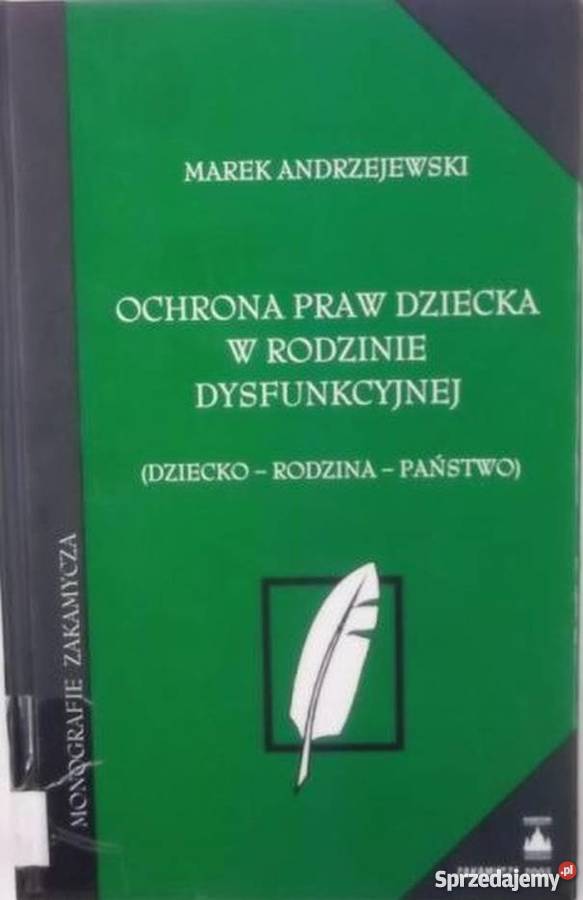 MAREK ANDRZEJEWSKI
OCHRONA PRAW DZIECKA
W RODZINIE
DYSFUNKCYJNEJ
(DZIECKO – RODZINA – PAŃSTWO)
MONOGRAFIE ZAKAMYCZA
Sprzedajemy.pl